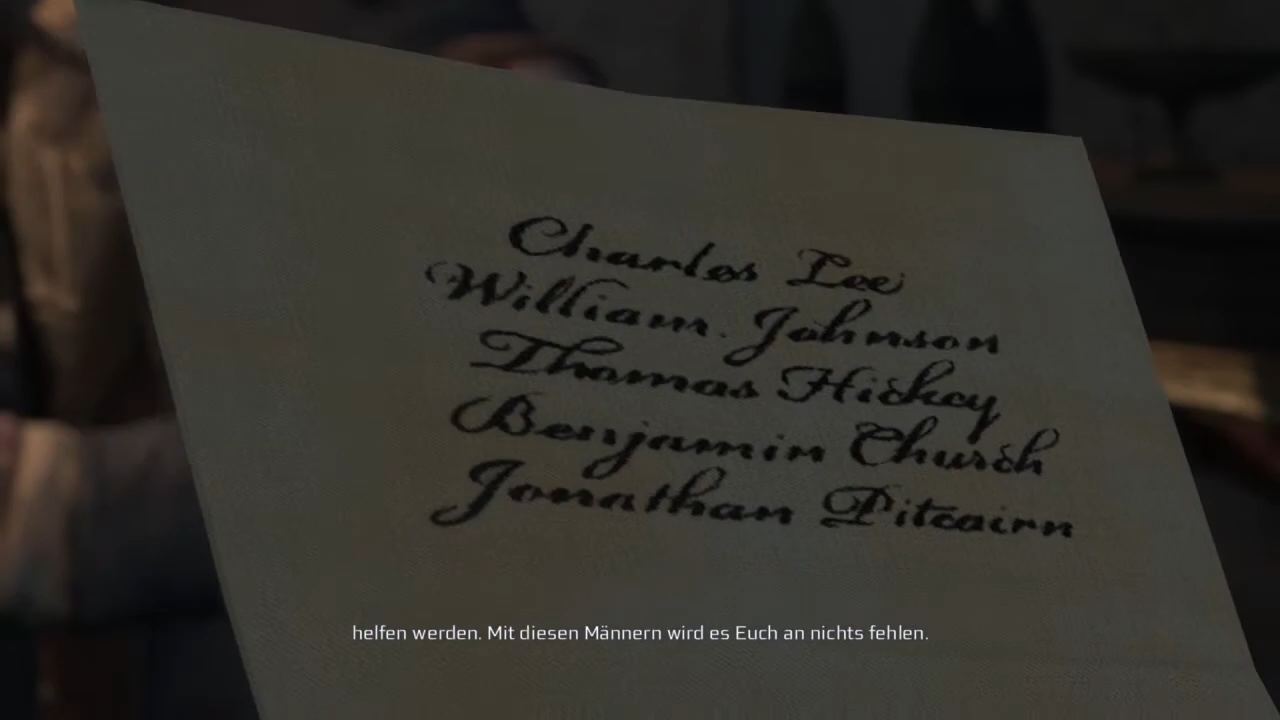 Charles Lee
William Johnson
Thomas Hickey
Benjamin Church
Jonathan Pitcairn
helfen werden. Mit diesen Männern wird es Euch an nichts fehlen.